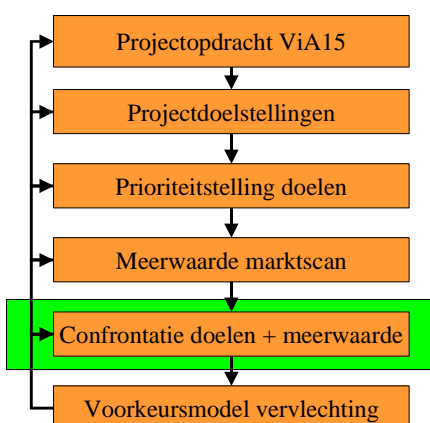 Projectopdracht ViA15
Projectdoelstellingen
Prioriteitstelling doelen
Meerwaarde marktscan
Confrontatie doelen + meerwaarde
Voorkeursmodel vervlechting